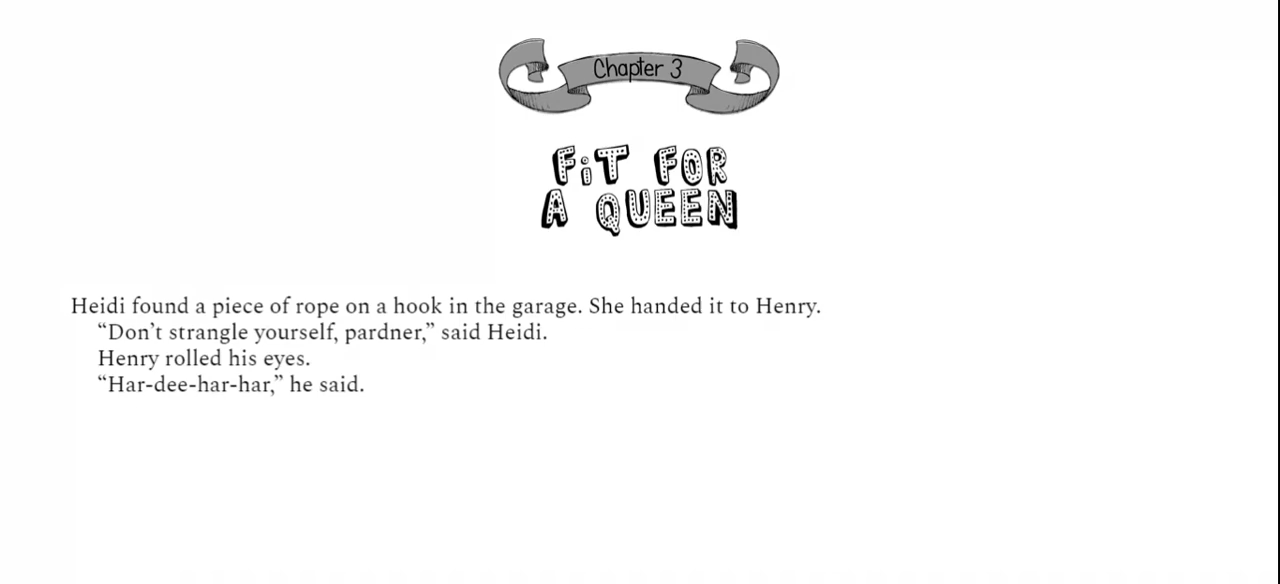 Chapter 3
FiT FOR
A QUEEN
Heidi found a piece of rope on a hook in the garage. She handed it to Henry.
“Don’t strangle yourself, pardner,” said Heidi.
Henry rolled his eyes.
“Har-dee-har-har,” he said.